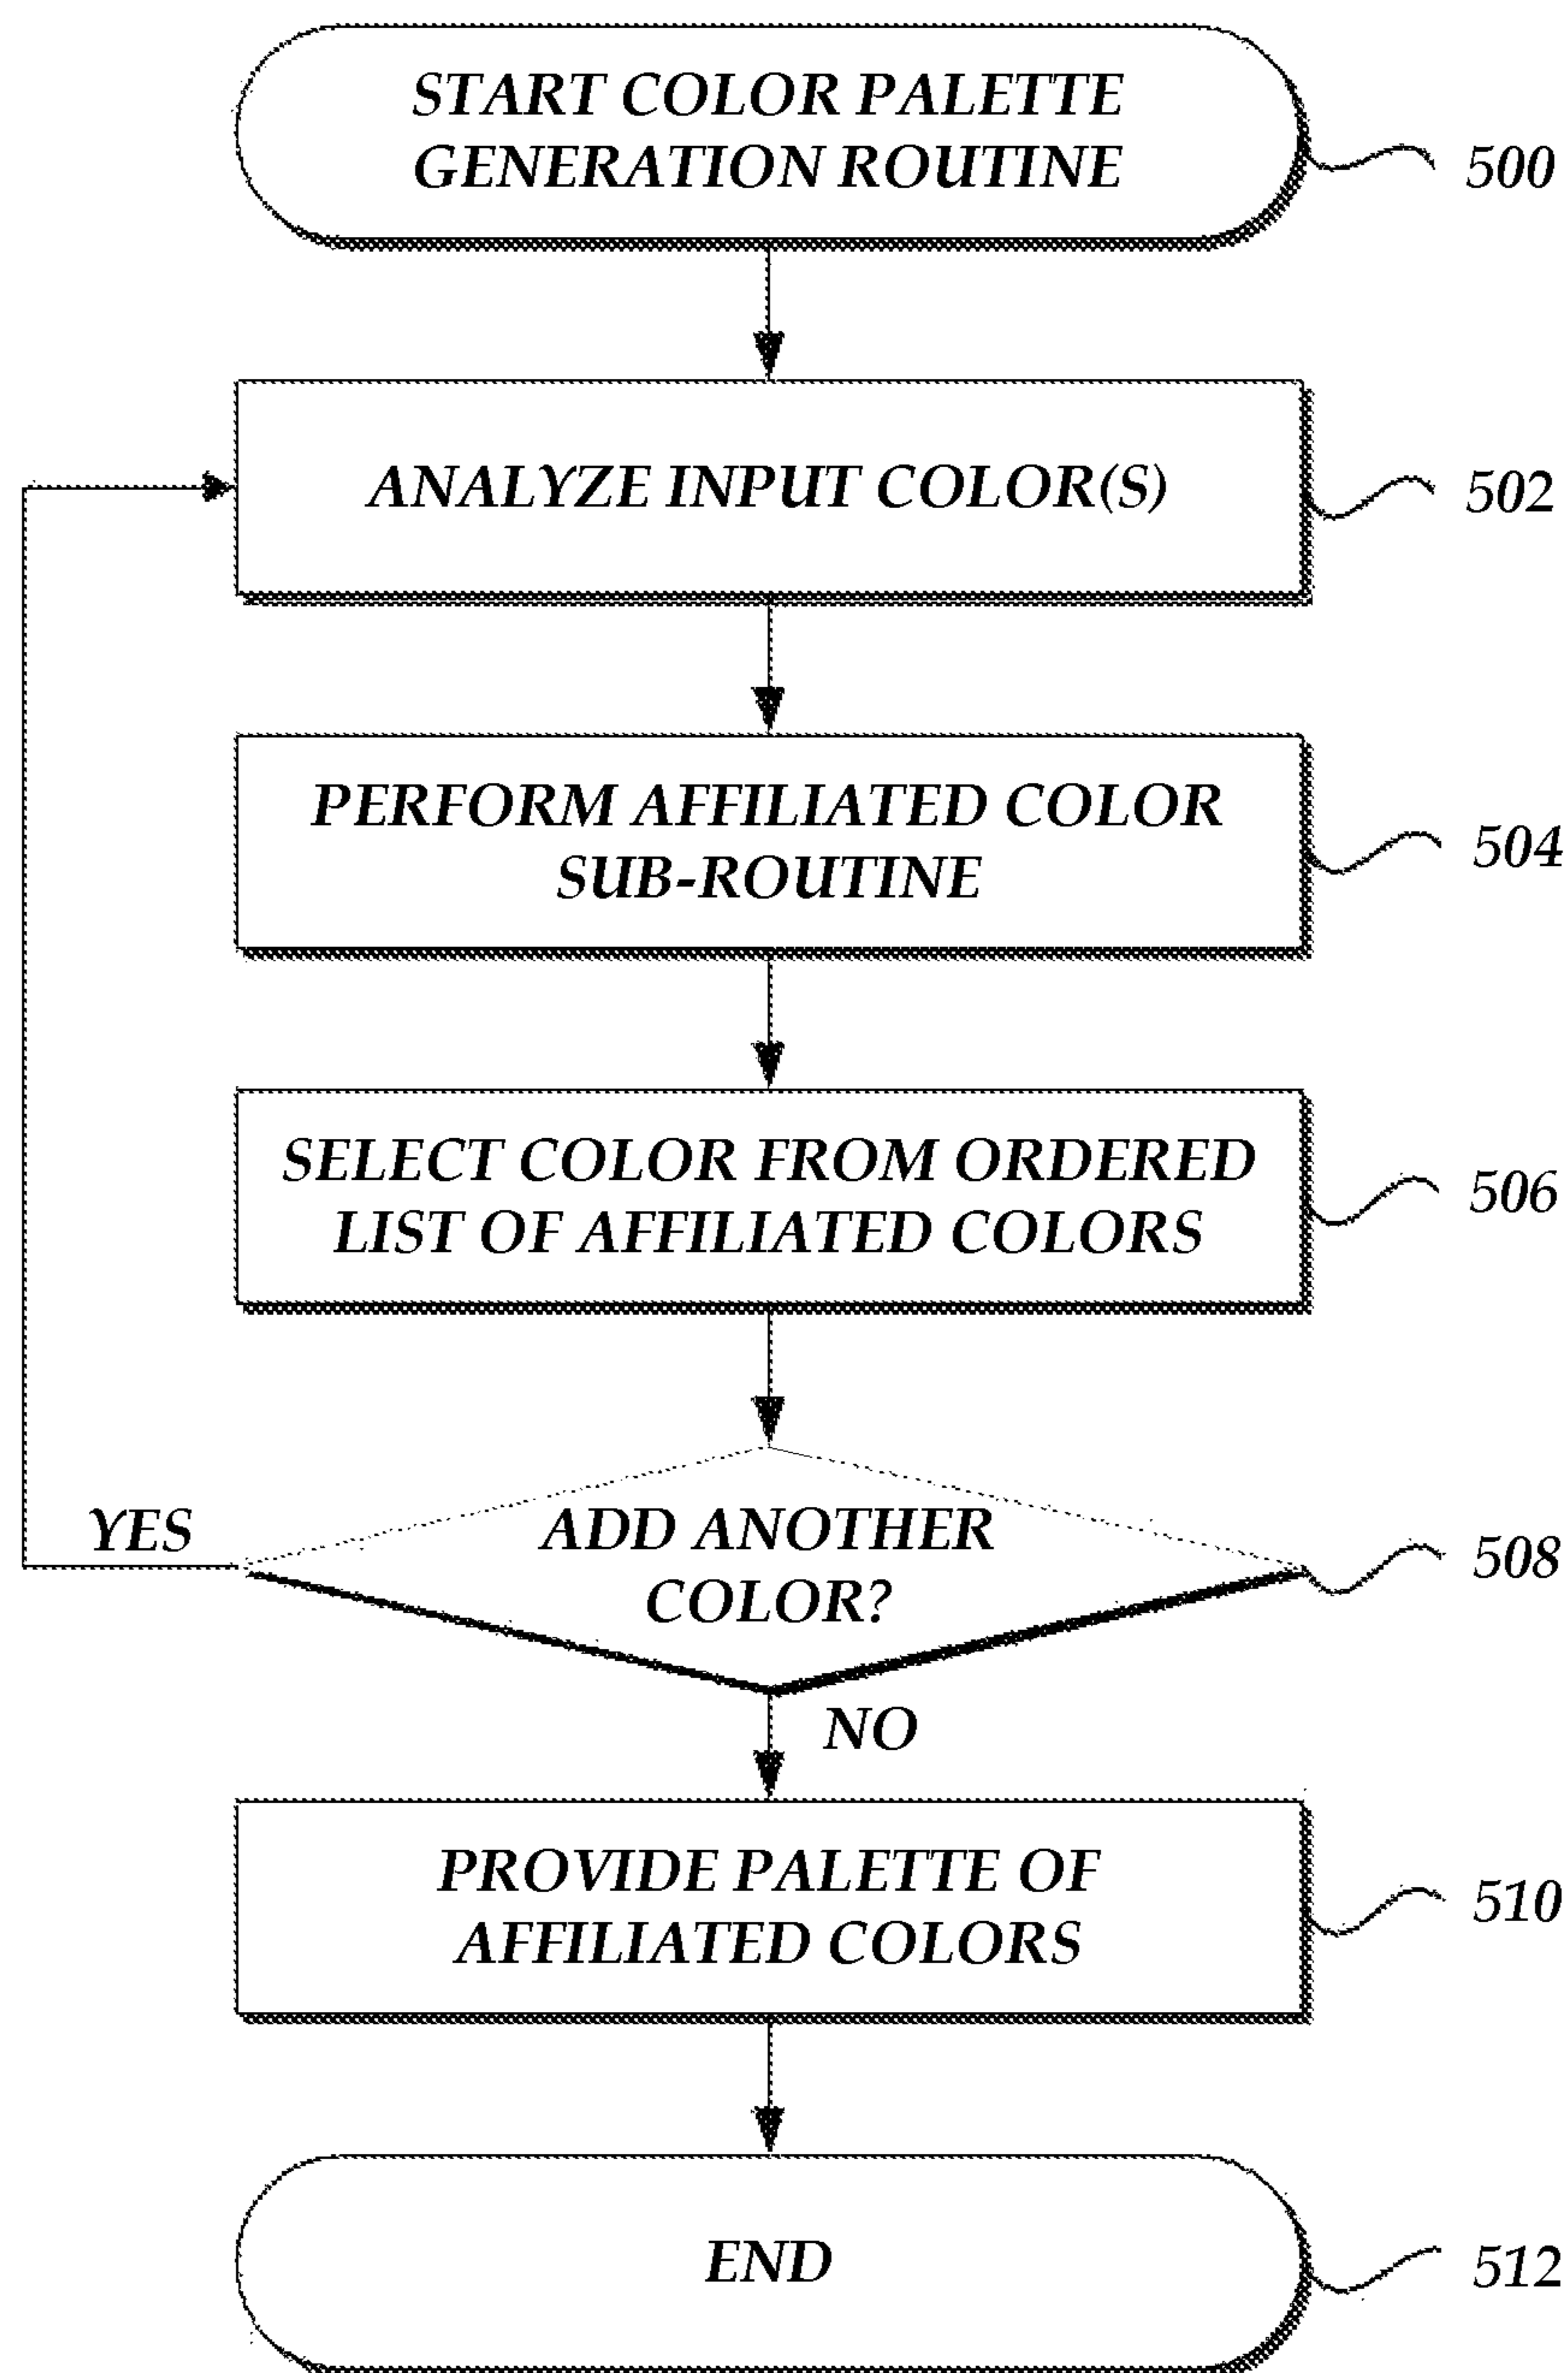 START COLOR PALETTE
GENERATION ROUTINE
500
ANALYZE INPUT COLOR(S)
502
PERFORM AFFILIATED COLOR
SUB-ROUTINE
504
SELECT COLOR FROM ORDERED
LIST OF AFFILIATED COLORS
506
YES
ADD ANOTHER
COLOR?
508
NO
PROVIDE PALETTE OF
AFFILIATED COLORS
510
END
512